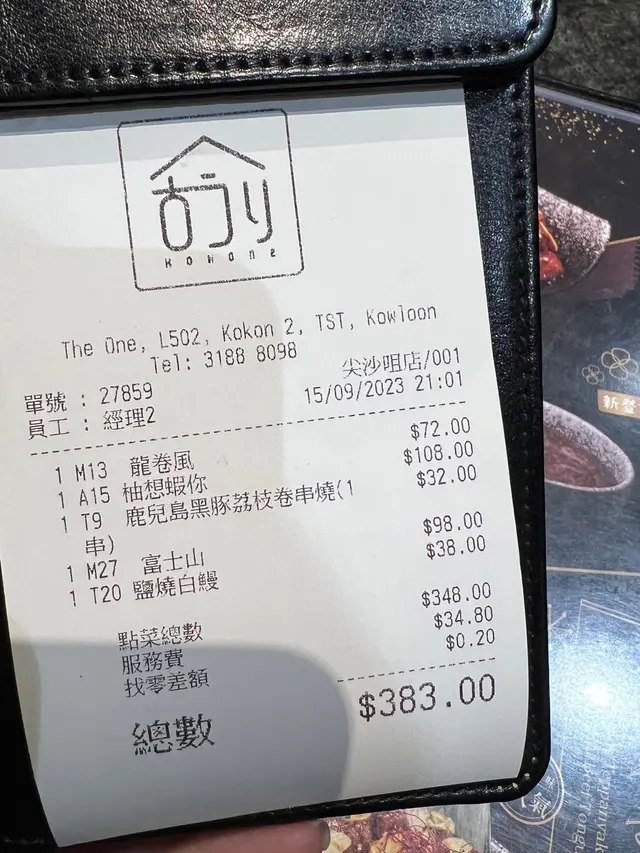 KOKON2
The One, L502, Kokon 2, TST, Kowloon
Tel: 3188 8098
尖沙咀店/001
單號 : 27859
15/09/2023 21:01
員工 : 經理2
1 M13 龍卷風 $72.00
1 A15 柚想蝦你 $108.00
1 T9 鹿兒島黑豚荔枝卷串燒(1 $32.00
串)
1 M27 富士山 $98.00
1 T20 鹽燒白鰻 $38.00
點菜總數 $348.00
服務費 $34.80
找零差額 $0.20
總數 $383.00
新登
氣